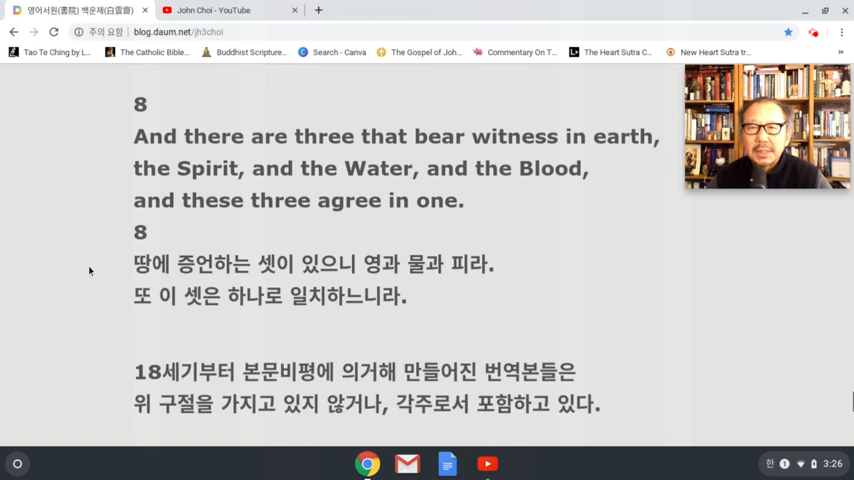 영어서원(書院) 백운재(白雲齋)
John Choi - YouTube
주의 요함
blog.daum.net/jh3choi
Tao Te Ching by L...
The Catholic Bible...
Buddhist Scripture...
Search - Canva
The Gospel of Joh...
Commentary On T...
The Heart Sutra C...
New Heart Sutra tr...
»
8
And there are three that bear witness in earth,
the Spirit, and the Water, and the Blood,
and these three agree in one.
8
땅에 증언하는 셋이 있으니 영과 물과 피라.
또 이 셋은 하나로 일치하느니라.
18세기부터 본문비평에 의거해 만들어진 번역본들은
위 구절을 가지고 있지 않거나, 각주로서 포함하고 있다.
한 1 3:26